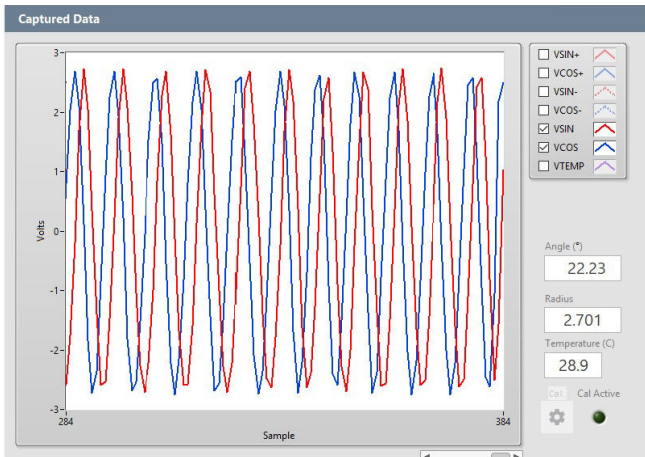 Captured Data
3-
2-
1-
0-
-1-
-2-
-3-
Volts
284
384
Sample
VSIN+
VCOS+
VSIN-
VCOS-
VSIN
VCOS
VTEMP
Angle (°)
22.23
Radius
2.701
Temperature (C)
28.9
Cal
Cal Active